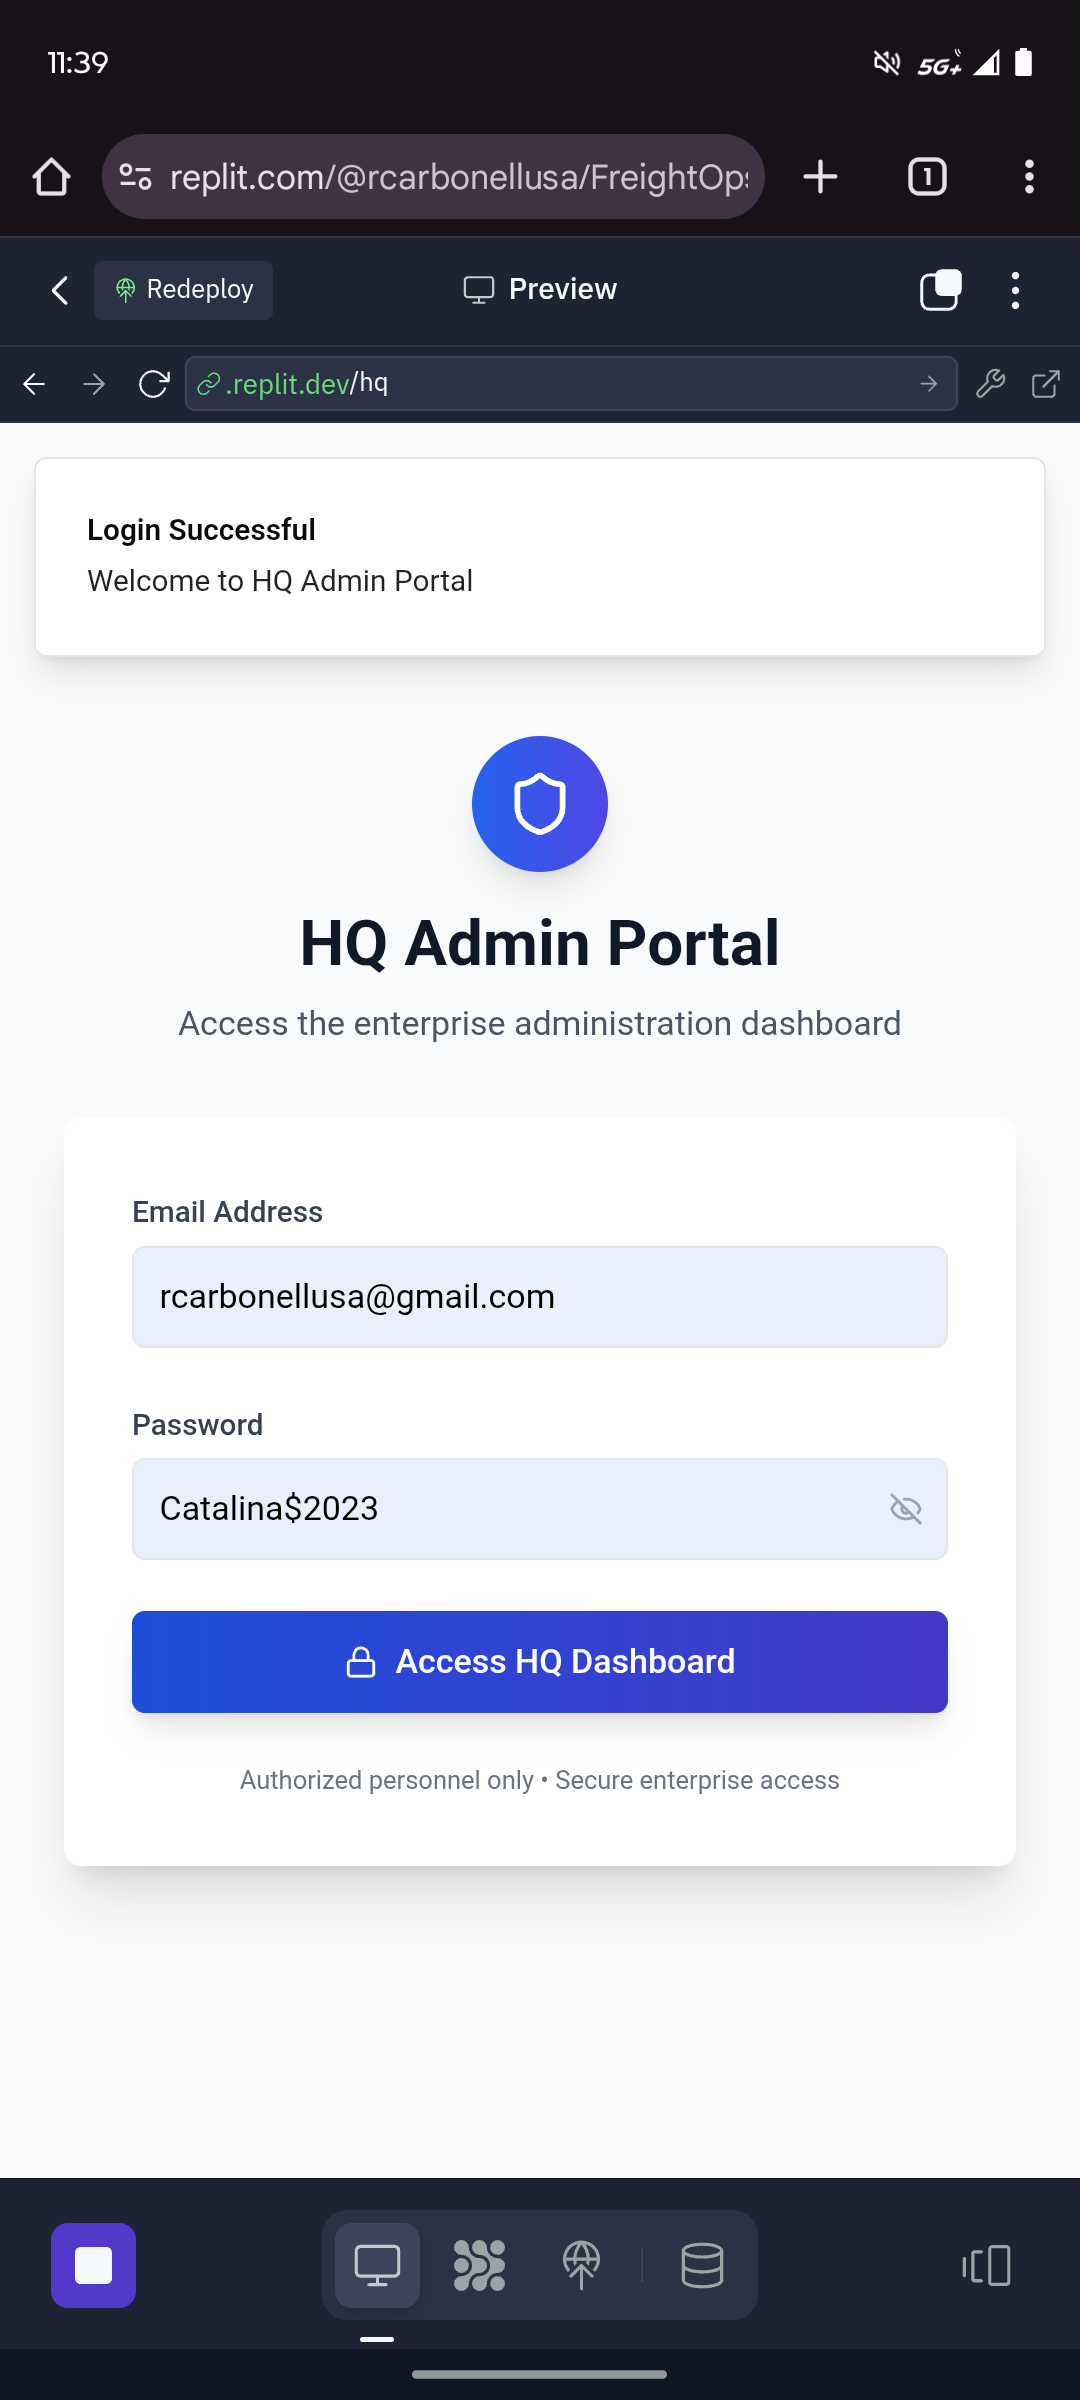 11:39
5G+
replit.com/@rcarbonellusa/FreightOps
1
Redeploy
Preview
.replit.dev/hq
Login Successful
Welcome to HQ Admin Portal
HQ Admin Portal
Access the enterprise administration dashboard
Email Address
rcarbonellusa@gmail.com
Password
Catalina$2023
Access HQ Dashboard
Authorized personnel only • Secure enterprise access